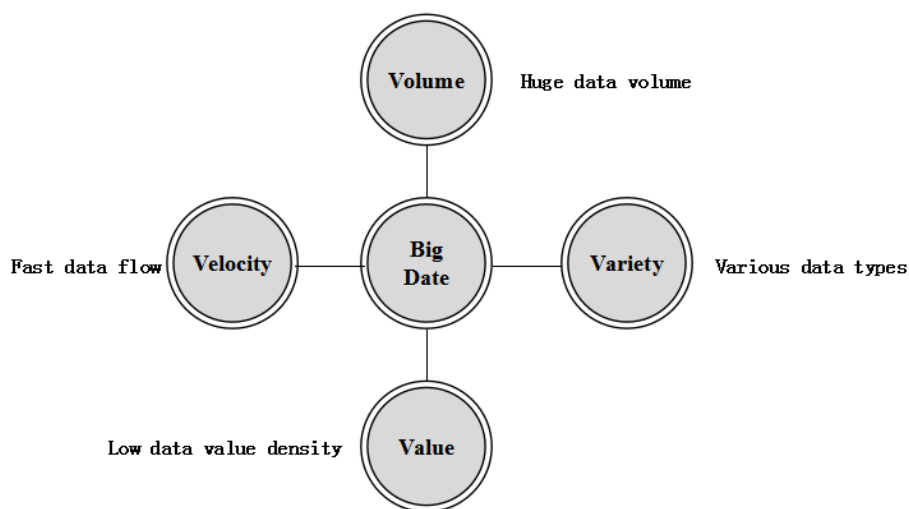 Volume
Huge data volume
Fast data flow
Velocity
Big
Date
Variety
Various data types
Low data value density
Value